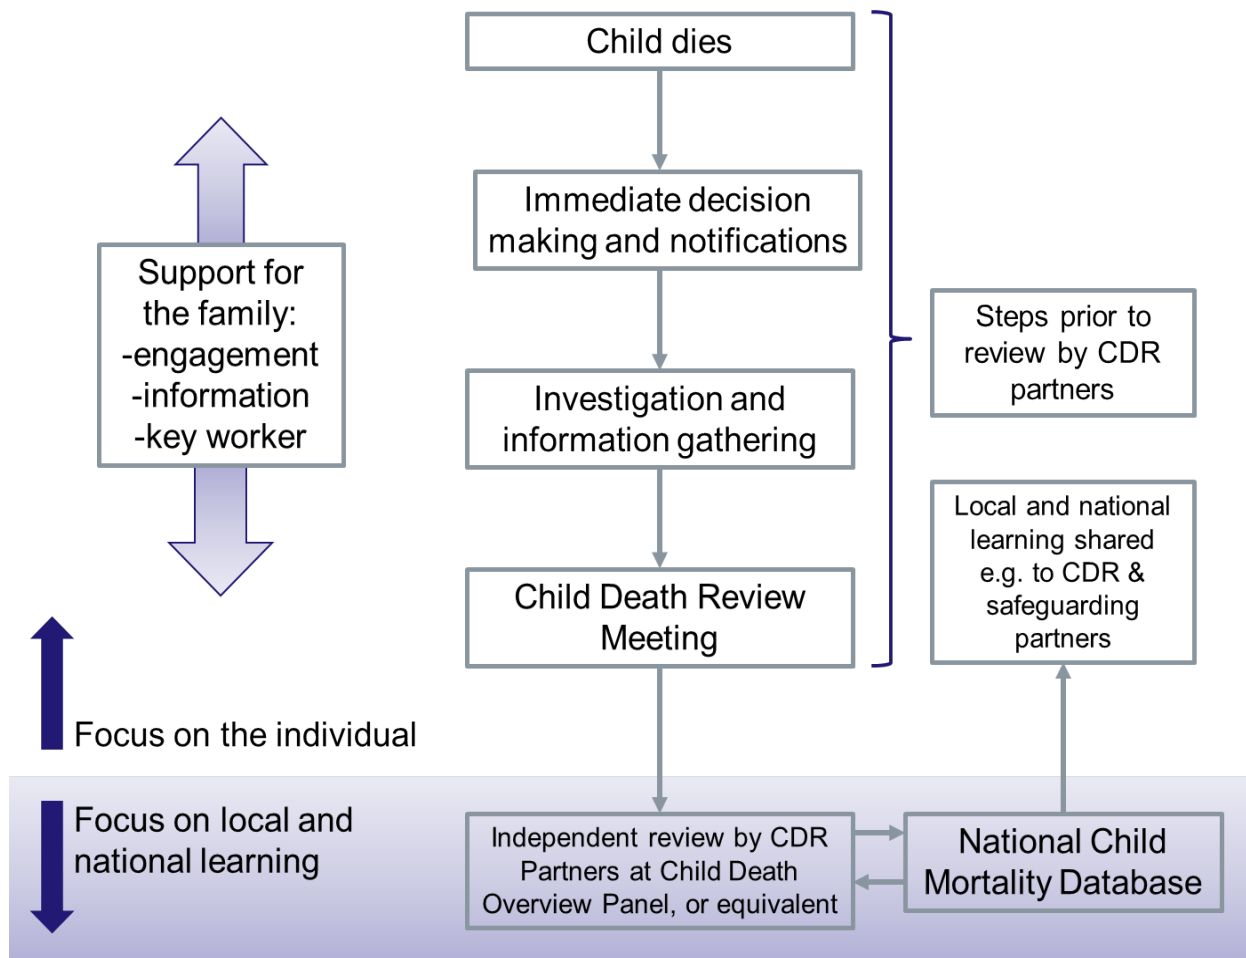 Child dies
Immediate decision
making and notifications
Support for
the family:
-engagement
-information
-key worker
Steps prior to
review by CDR
partners
Investigation and
information gathering
Local and national
learning shared
e.g. to CDR &
safeguarding
partners
Child Death Review
Meeting
Focus on the individual
Focus on local and
national learning
Independent review by CDR
Partners at Child Death
Overview Panel, or equivalent
National Child
Mortality Database